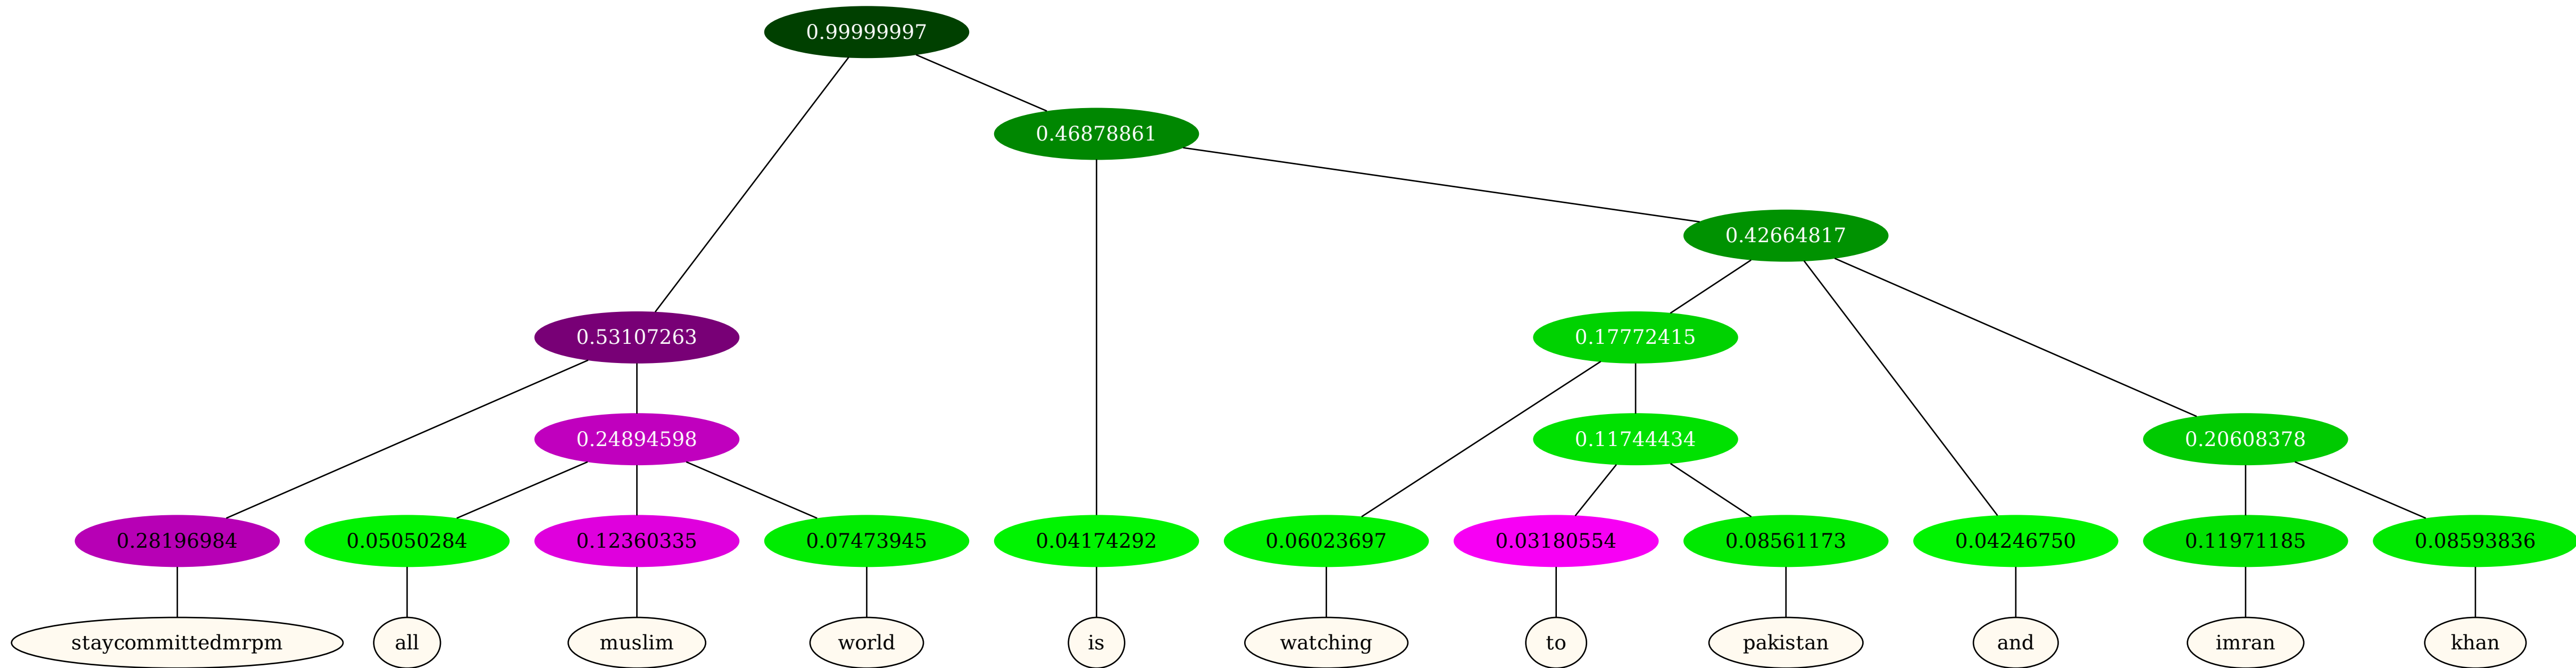 0.99999997
0.46878861
0.42664817
0.53107263 0.17772415
0.24894598 0.11744434 0.20608378
0.28196984 0.05050284 0.12360335 0.07473945 0.04174292 0.06023697 0.03180554 0.08561173 0.04246750 0.11971185 0.08593836
staycommittedmrpm all muslim world is watching to pakistan and imran khan